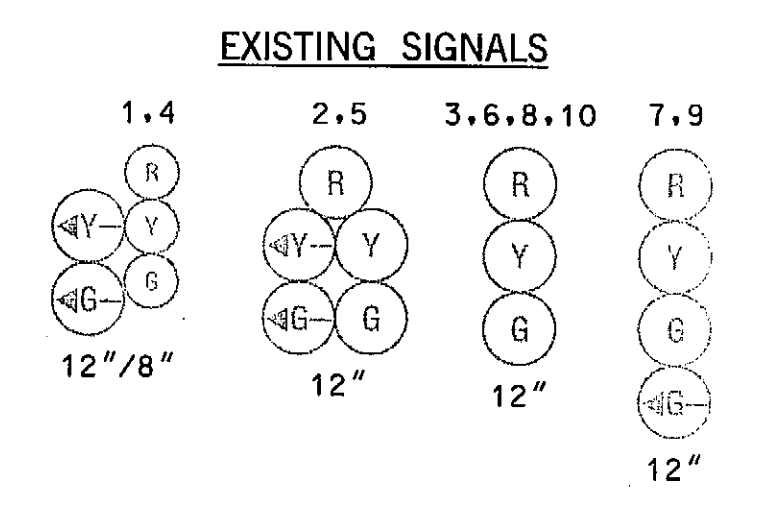 EXISTING SIGNALS
1,4 2,5 3,6,8,10 7,9
R R R R
Y Y Y Y Y Y
G G G G G G
G
12"/8" 12" 12" 12"